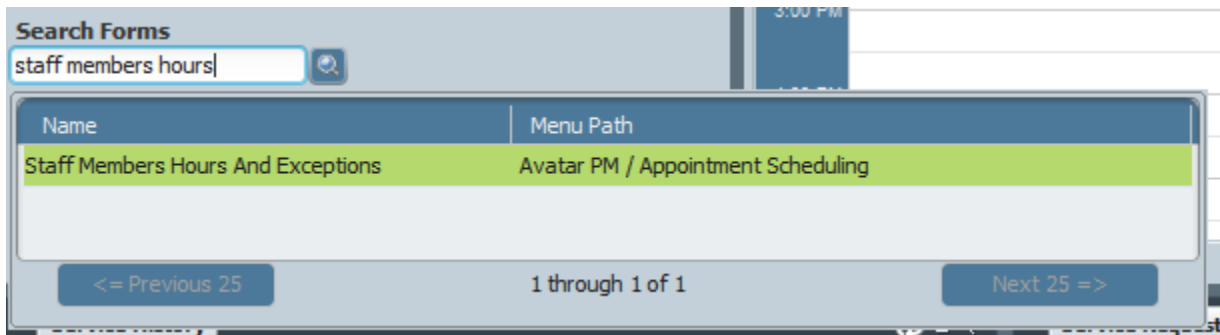 3:00 PM
Search Forms
staff members hours
Name Menu Path
Staff Members Hours And Exceptions Avatar PM / Appointment Scheduling
<= Previous 25 1 through 1 of 1 Next 25 =>